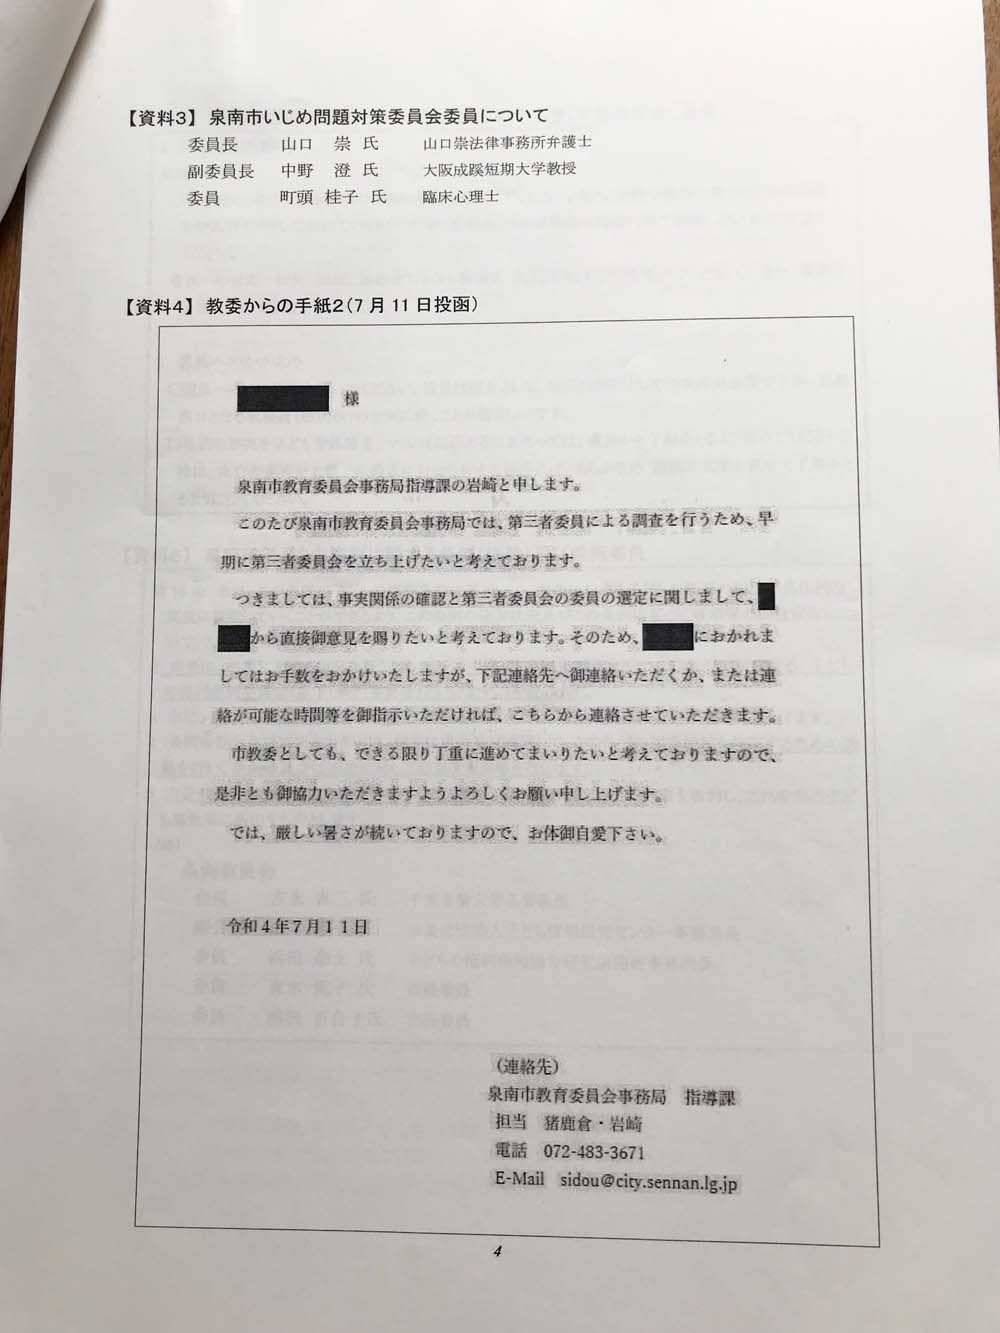 【資料3】 泉南市いじめ問題対策委員会委員について
委員長 山口 崇 氏 山口崇法律事務所弁護士
副委員長 中野 澄 氏 大阪成蹊短期大学教授
委員 町頭 桂子 氏 臨床心理士
【資料4】 教委からの手紙2(7月11日投函)
様
泉南市教育委員会事務局指導課の岩崎と申します。
このたび泉南市教育委員会事務局では、第三者委員による調査を行うため、早
期に第三者委員会を立ち上げたいと考えております。
つきましては、事実関係の確認と第三者委員会の委員の選定に関しまして、
から直接御意見を賜りたいと考えております。そのため、 におかれま
してはお手数をおかけいたしますが、下記連絡先へ御連絡いただくか、または連
絡が可能な時間等を御指示いただければ、こちらから連絡させていただきます。
市教委としても、できる限り丁重に進めてまいりたいと考えておりますので、
是非とも御協力いただきますようよろしくお願い申し上げます。
では、厳しい暑さが続いておりますので、お体御自愛下さい。
令和4年7月11日
(連絡先)
泉南市教育委員会事務局 指導課
担当 猪鹿倉・岩崎
電話 072-483-3671
E-Mail sidou@city.sennan.lg.jp
4